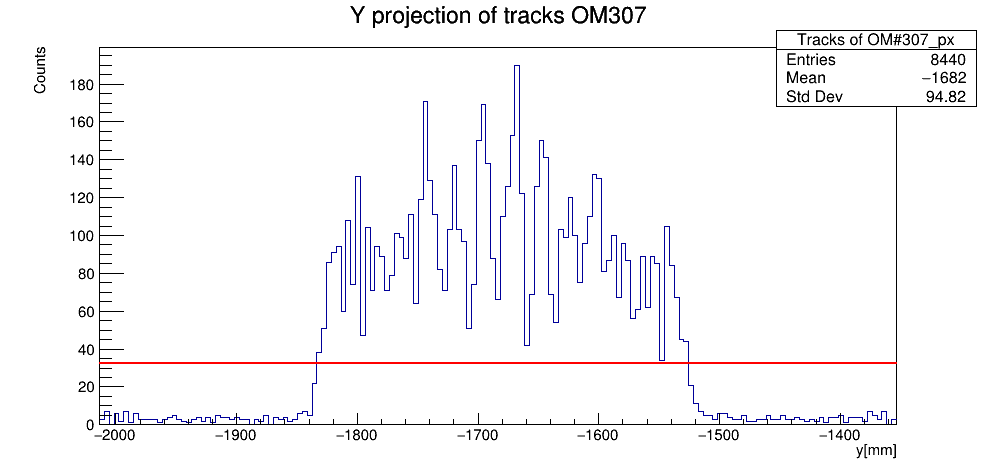 Y projection of tracks OM307
Tracks of OM#307_px
Entries 8440
Mean −1682
Std Dev 94.82
Counts
180
160
140
120
100
80
60
40
20
0
−2000 −1900 −1800 −1700 −1600 −1500 −1400
y[mm]